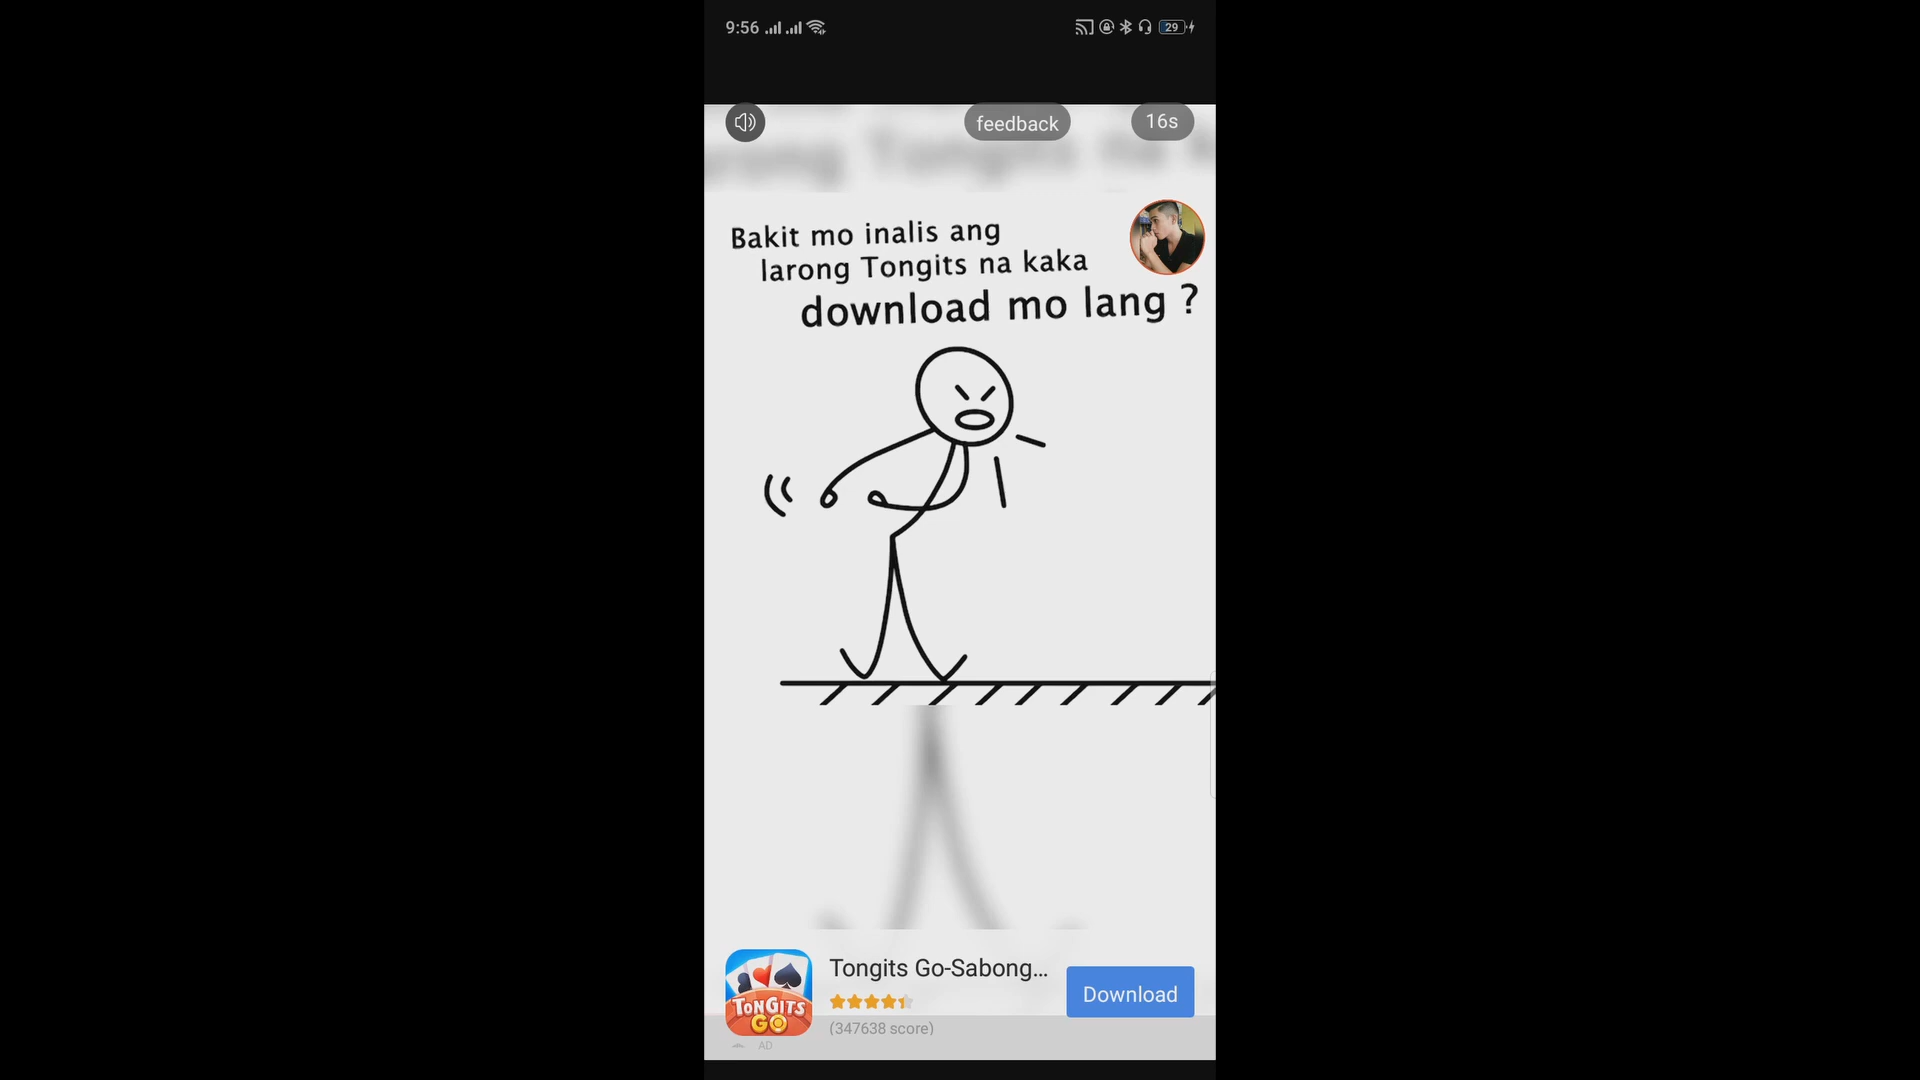 9:56
29
feedback
16s
Bakit mo inalis ang
larong Tongits na kaka
download mo lang ?
Tongits Go-Sabong...
TONGITS
GO
(347638 score)
Download
AD